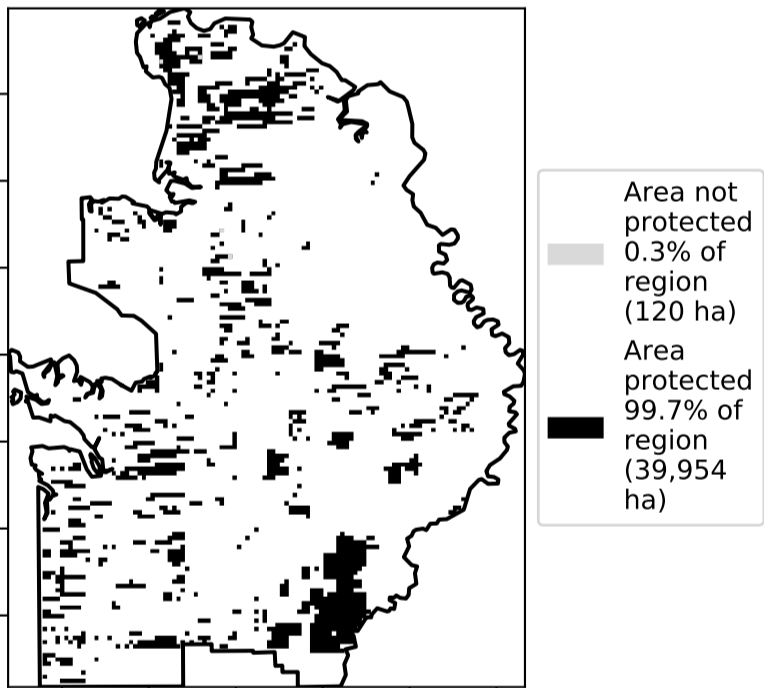 Area not
protected
0.3% of
region
(120 ha)
Area
protected
99.7% of
region
(39,954
ha)